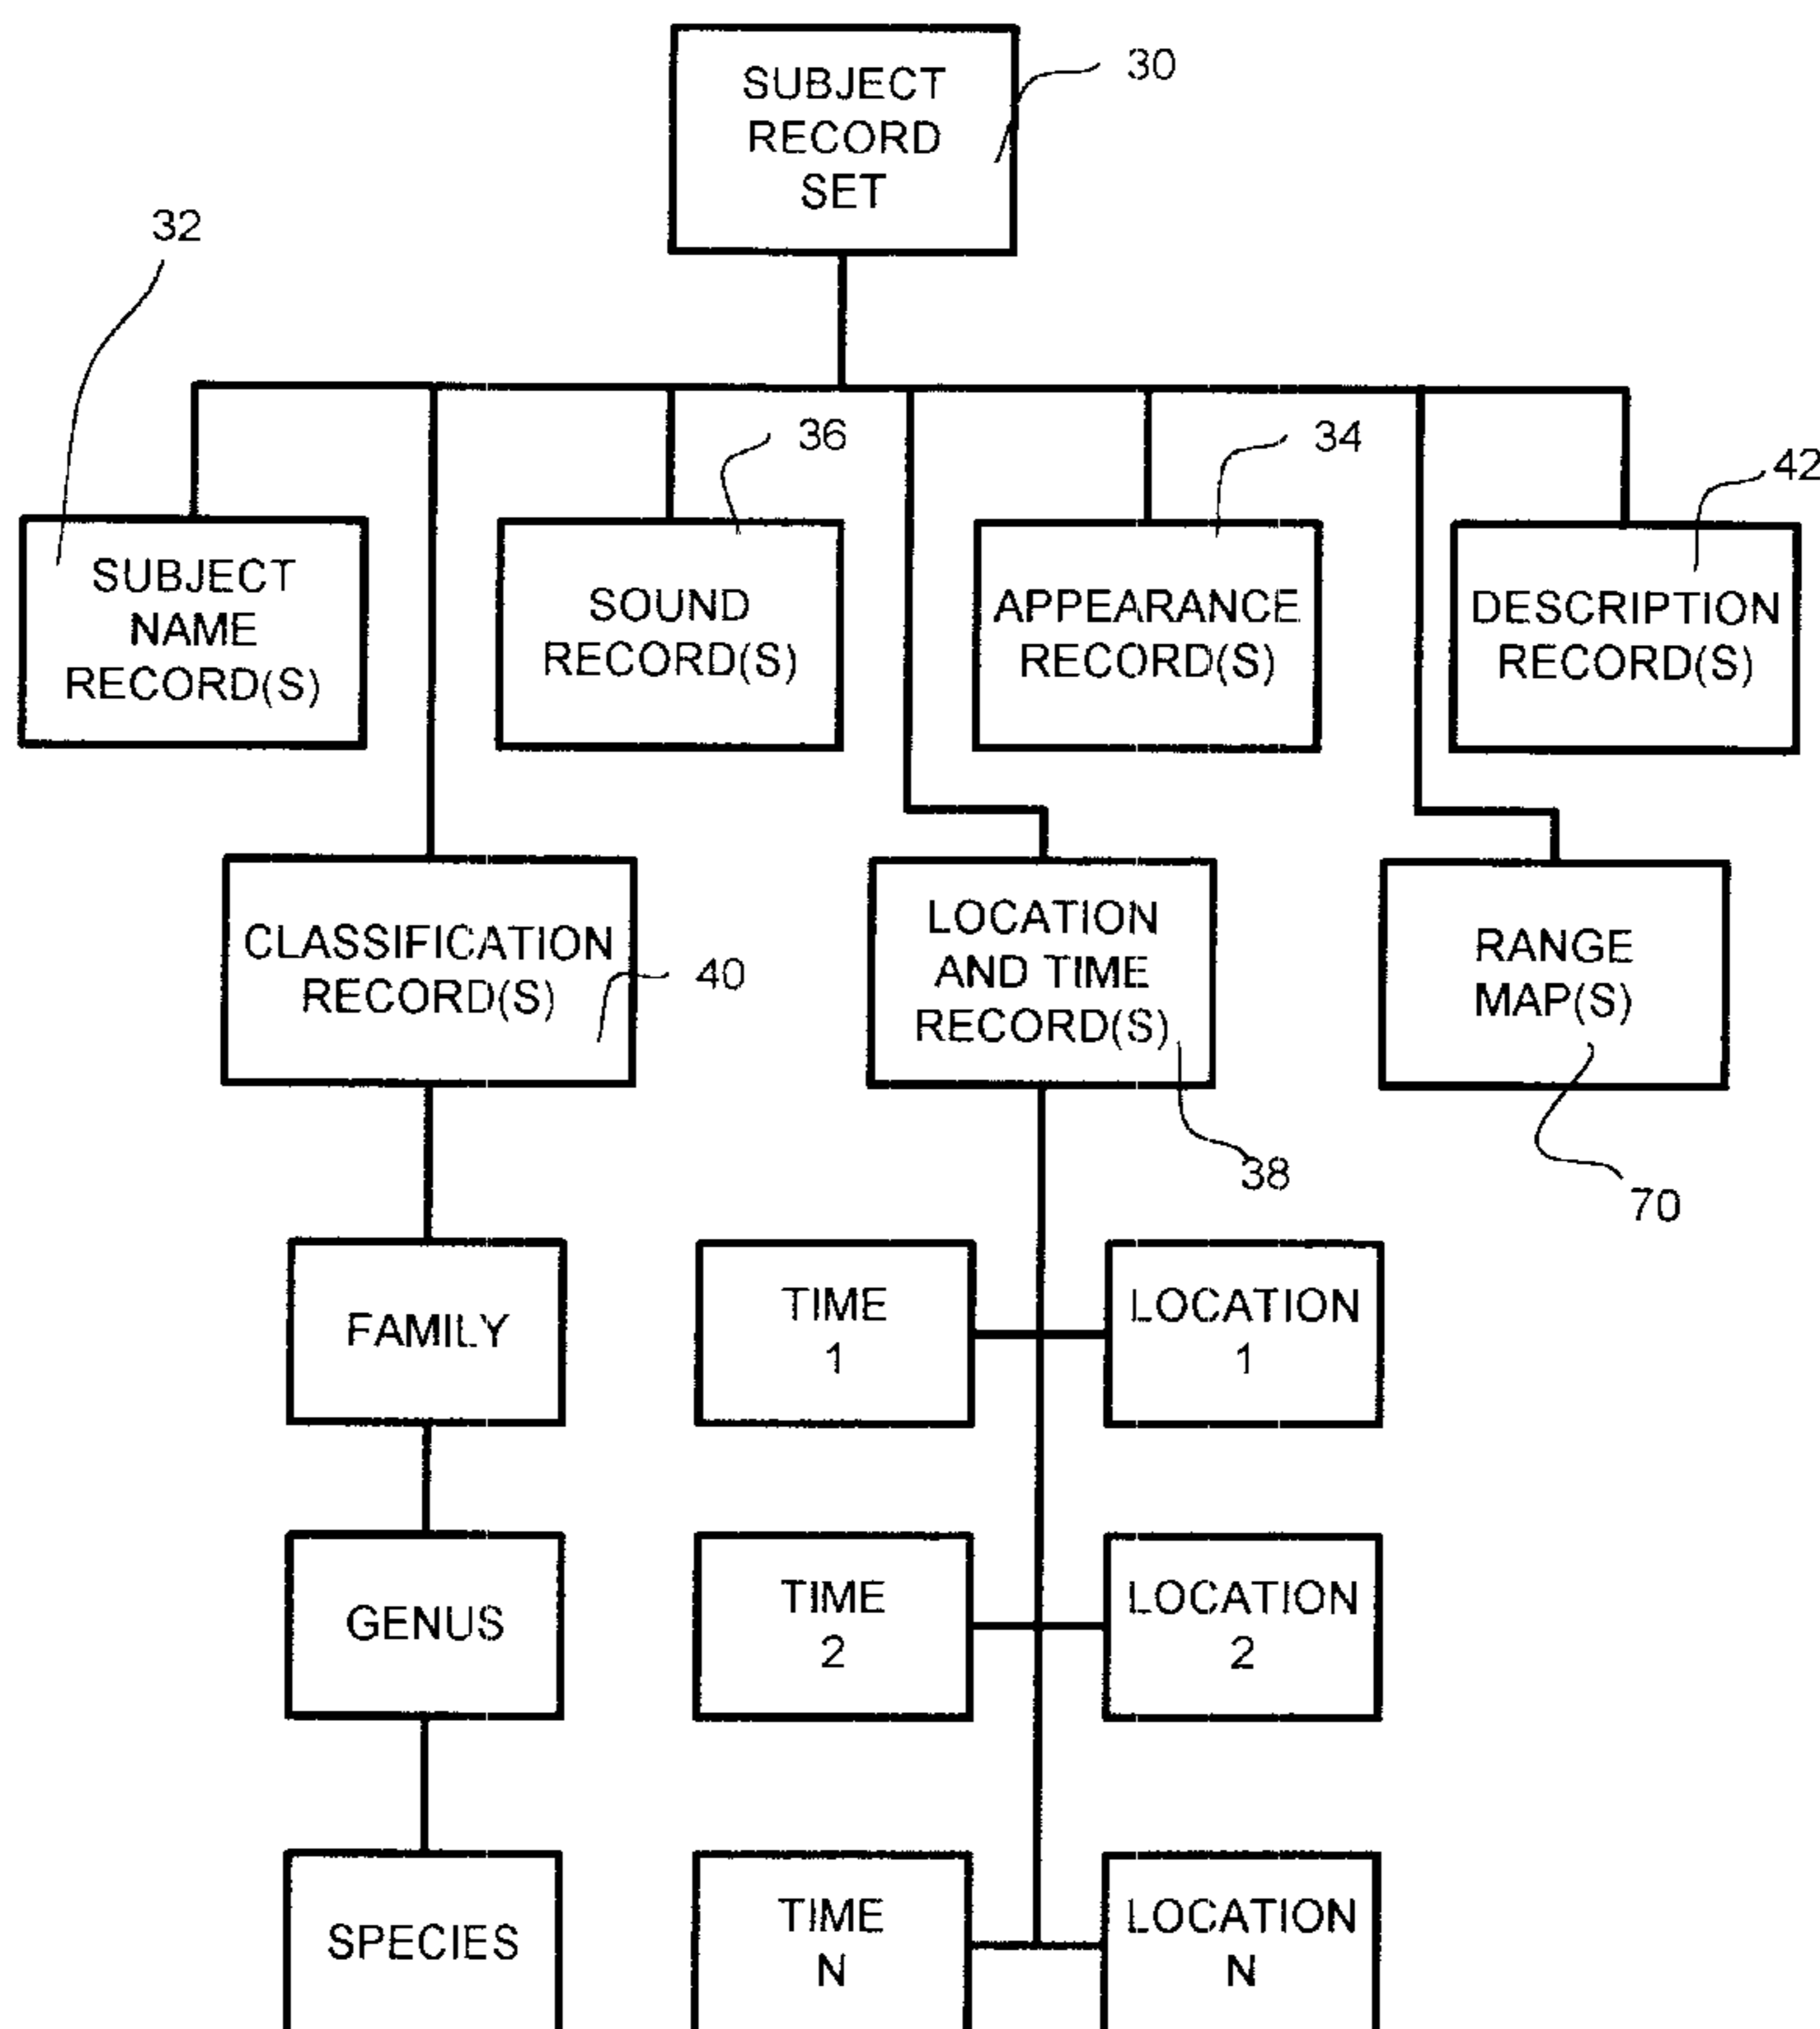 SUBJECT
RECORD
SET
30
32
36
34
42
SUBJECT
NAME
RECORD(S)
SOUND
RECORD(S)
APPEARANCE
RECORD(S)
DESCRIPTION
RECORD(S)
CLASSIFICATION
RECORD(S)
40
LOCATION
AND TIME
RECORD(S)
38
RANGE
MAP(S)
70
FAMILY
TIME
1
LOCATION
1
GENUS
TIME
2
LOCATION
2
SPECIES
TIME
N
LOCATION
N